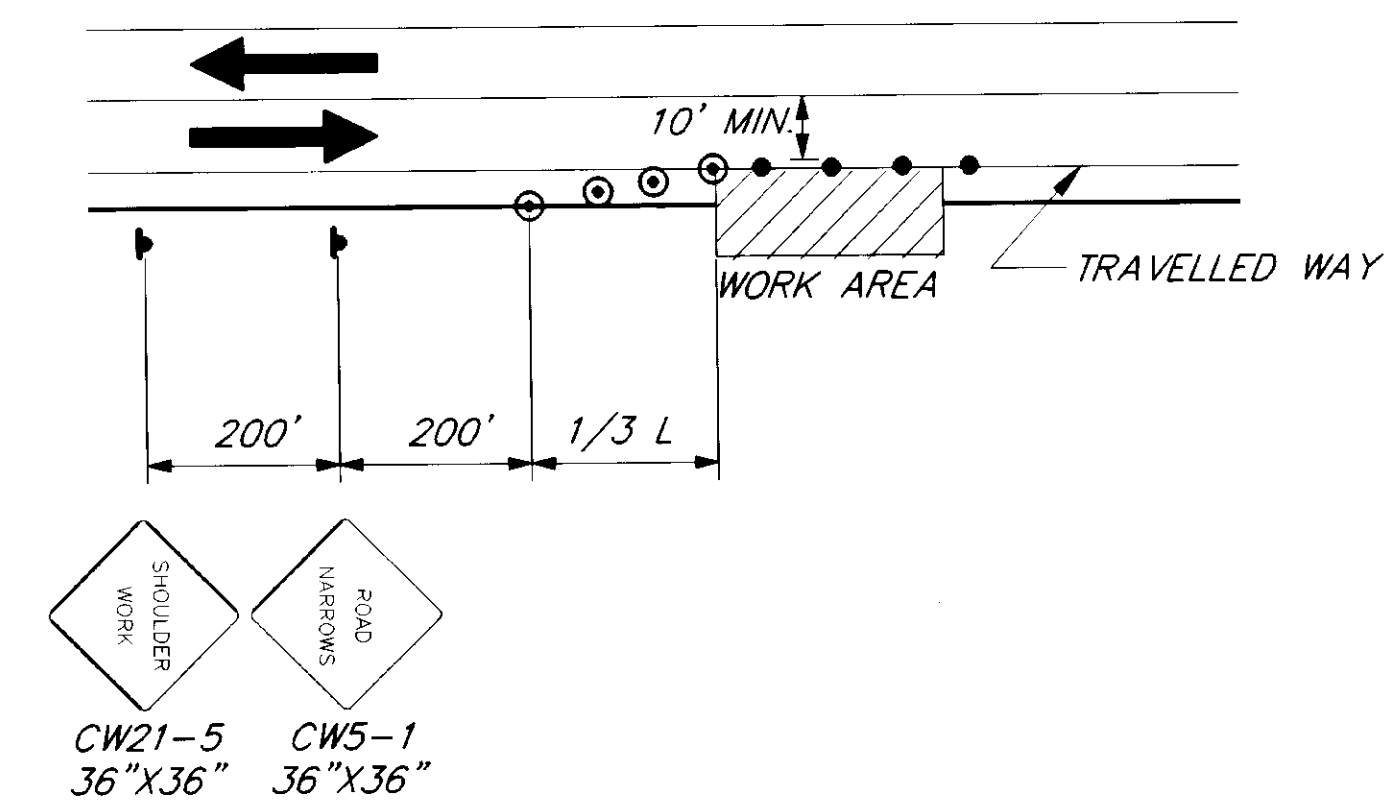 10' MIN.
TRAVELLED WAY
WORK AREA
200'
200'
1/3 L
SHOULDER
WORK
ROAD
NARROWS
CW21-5
36"X36"
CW5-1
36"X36"